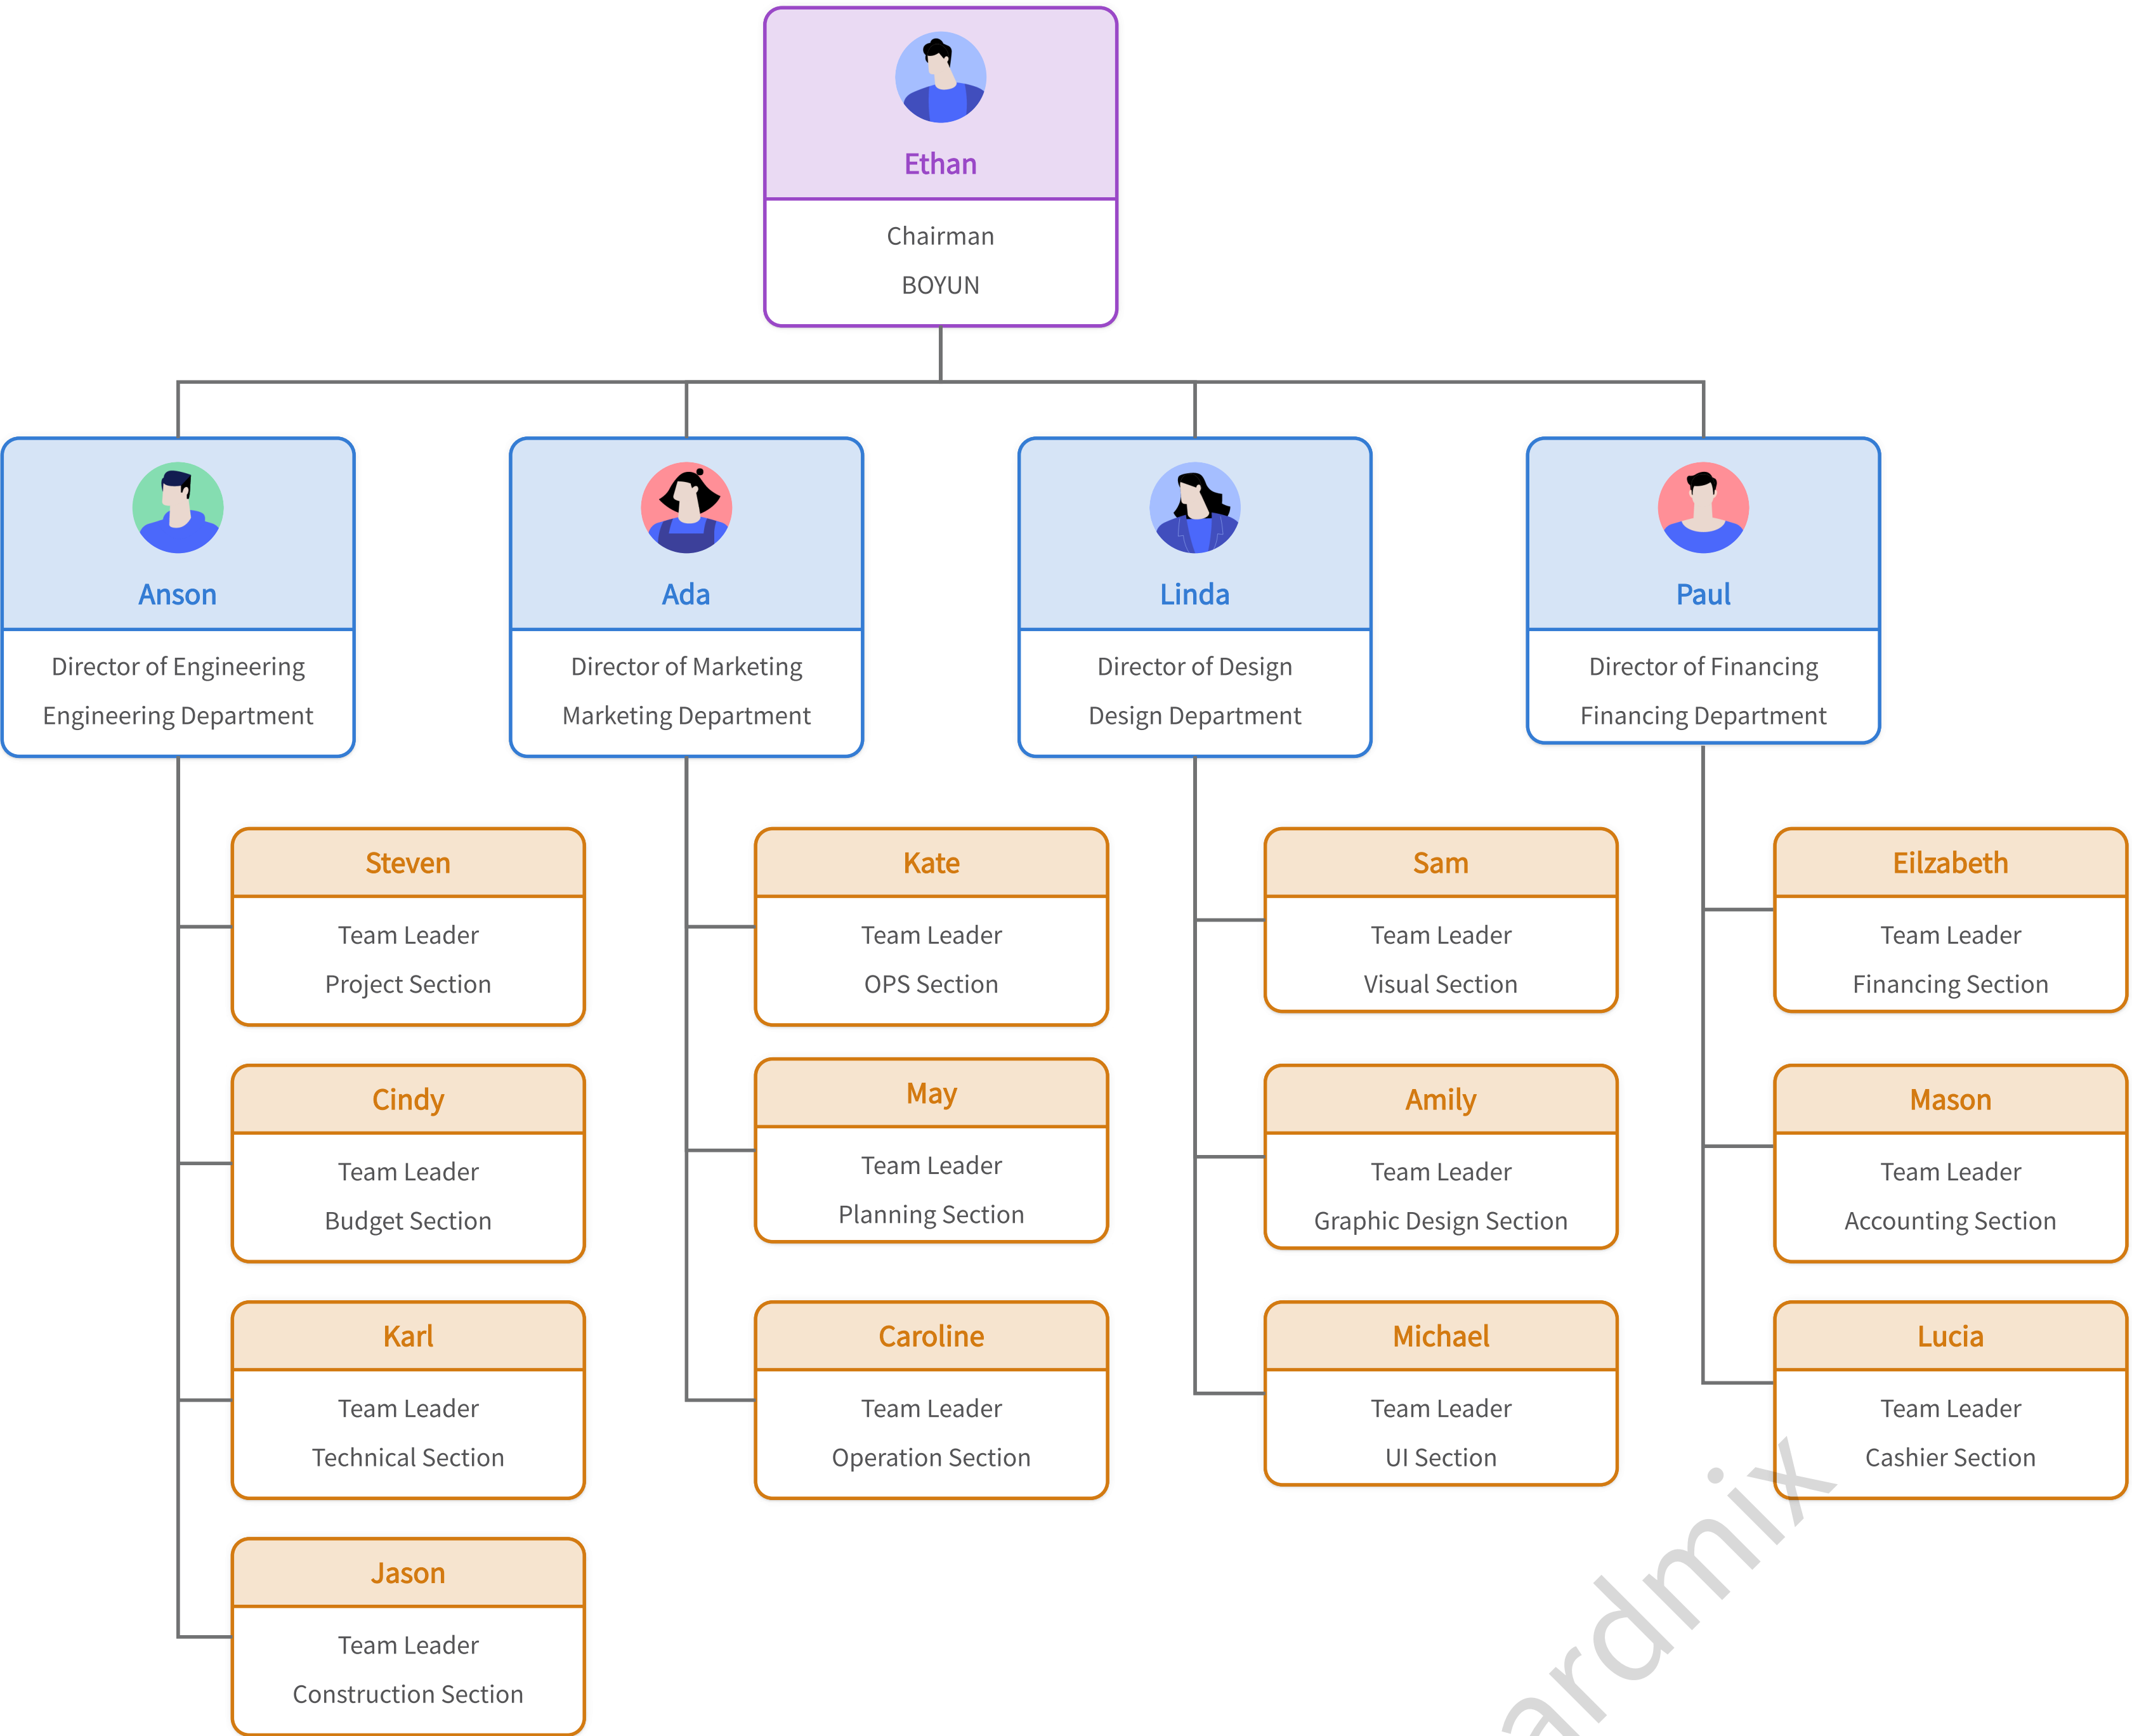 Ethan
Chairman
BOYUN
Anson
Director of Engineering
Engineering Department
Ada
Director of Marketing
Marketing Department
Linda
Director of Design
Design Department
Paul
Director of Financing
Financing Department
Steven
Team Leader
Project Section
Cindy
Team Leader
Budget Section
Karl
Team Leader
Technical Section
Jason
Team Leader
Construction Section
Kate
Team Leader
OPS Section
May
Team Leader
Planning Section
Caroline
Team Leader
Operation Section
Sam
Team Leader
Visual Section
Amily
Team Leader
Graphic Design Section
Michael
Team Leader
UI Section
Eilzabeth
Team Leader
Financing Section
Mason
Team Leader
Accounting Section
Lucia
Team Leader
Cashier Section
ardmix